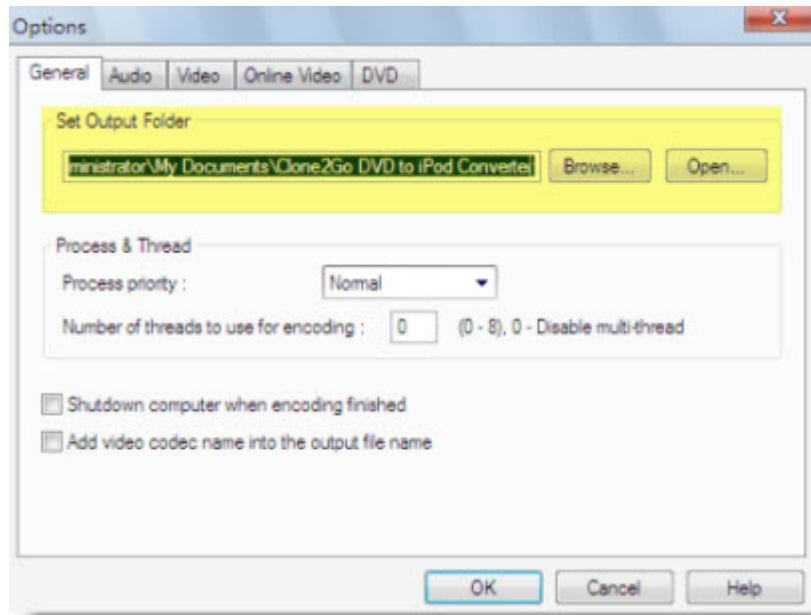 Options
General Audio Video Online Video DVD
Set Output Folder
ministrator\My Documents\Clone2Go DVD to iPod Converter Browse... Open...
Process & Thread
Process priority : Normal
Number of threads to use for encoding : 0 (0 - 8), 0 - Disable multi-thread
Shutdown computer when encoding finished
Add video codec name into the output file name
OK Cancel Help